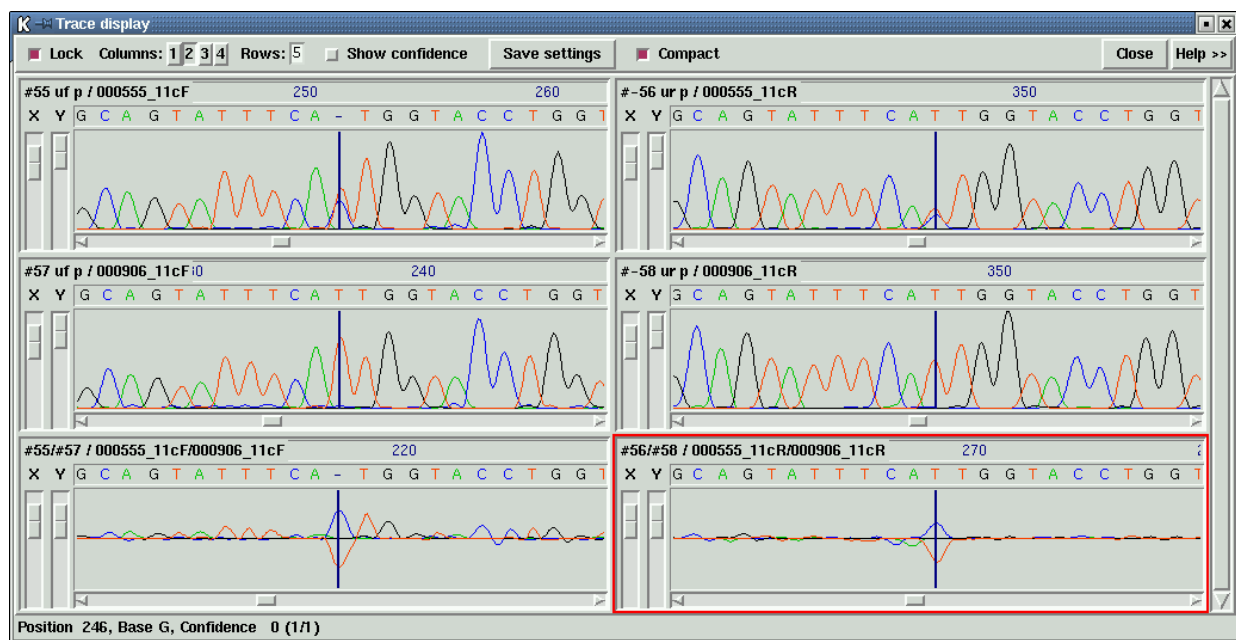 Trace display
Lock Columns: 1 2 3 4 Rows: 5 Show confidence Save settings Compact Close Help >>
#55 uf p / 000555_11cF 250 260
X Y G C A G T A T T T C A - T G G T A C C T G G T
#-56 ur p / 000555_11cR 350
X Y G C A G T A T T T C A T T G G T A C C T G G T
#57 uf p / 000906_11cF 240
X Y G C A G T A T T T C A T T G G T A C C T G G T
#-58 ur p / 000906_11cR 350
X Y G C A G T A T T T C A T T G G T A C C T G G T
#55/#57 / 000555_11cF/000906_11cF 220
X Y G C A G T A T T T C A - T G G T A C C T G G T
#56/#58 / 000555_11cR/000906_11cR 270
X Y G C A G T A T T T C A T T G G T A C C T G G T
Position 246, Base G, Confidence 0 (1/1)